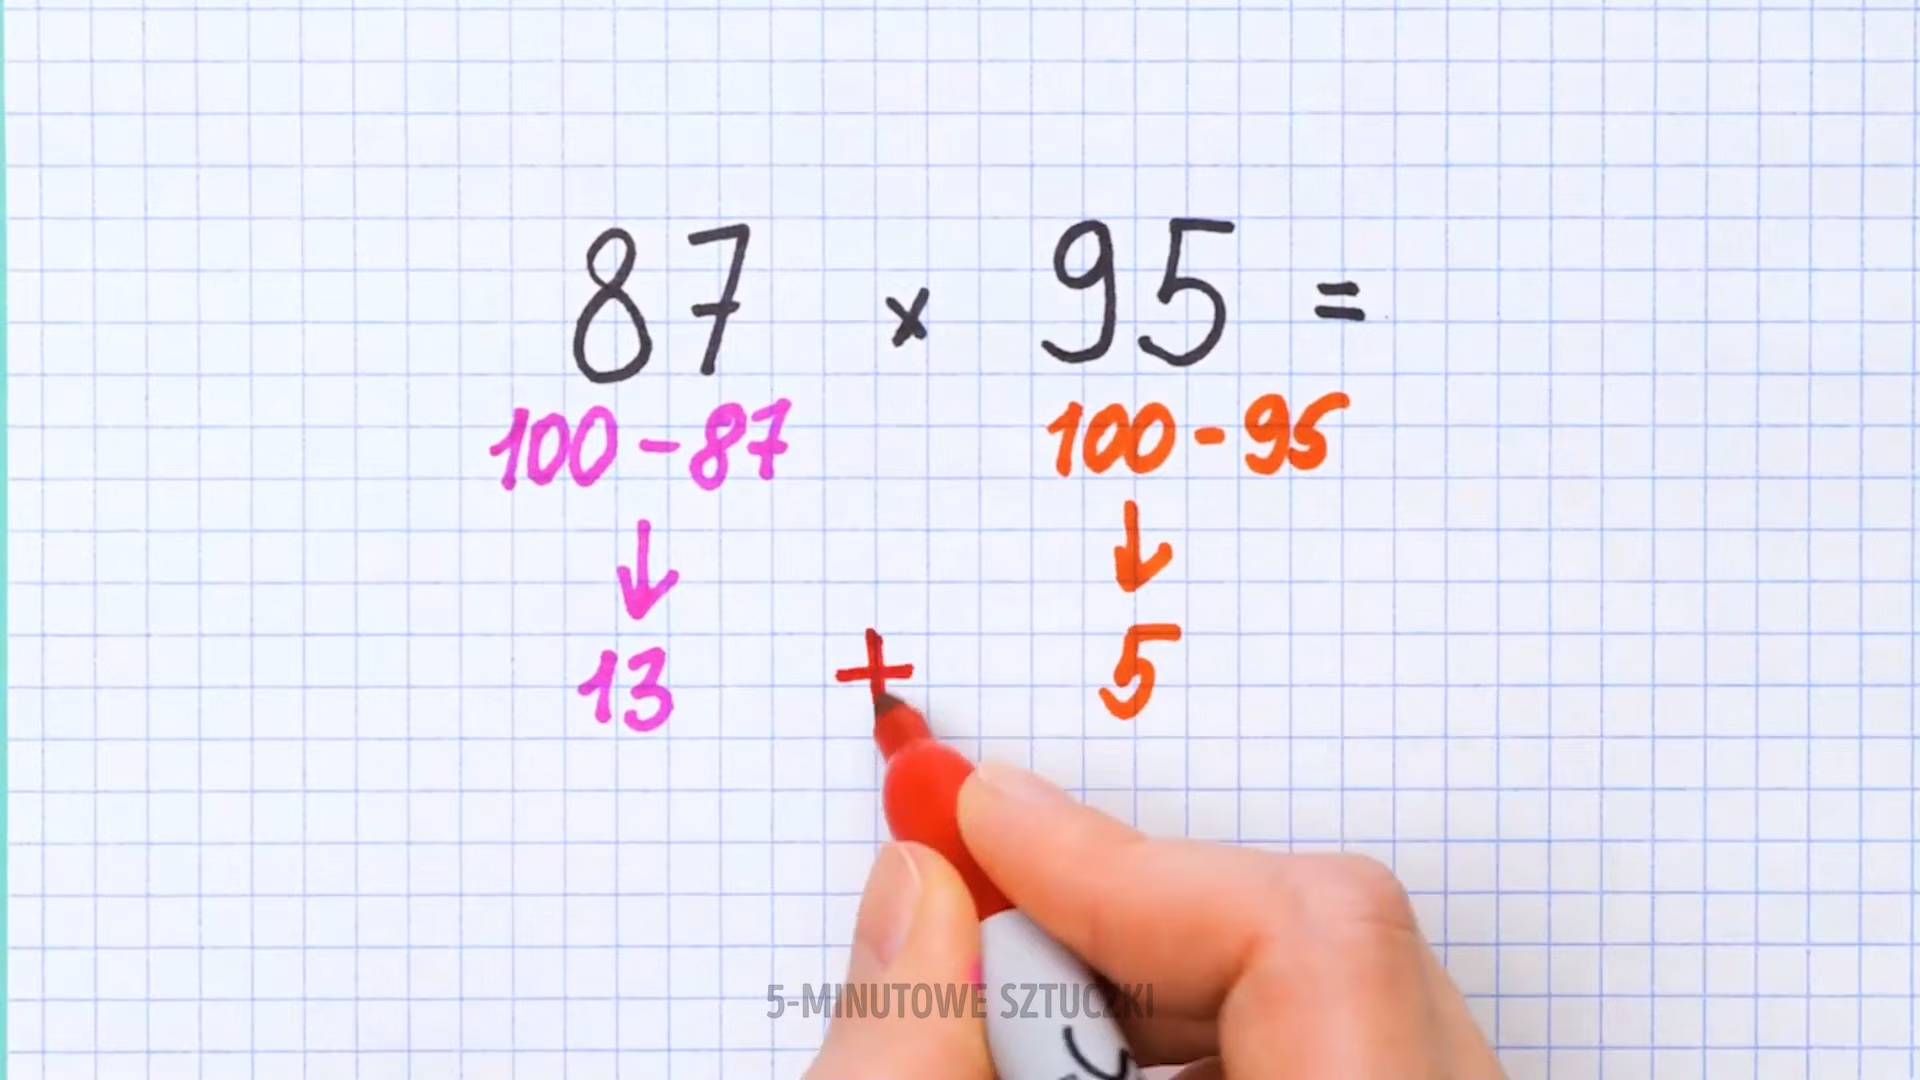 87 x 95 =
100 - 87 100 - 95
↓ ↓
13 + 5
5-MINUTOWE SZTUCZKI